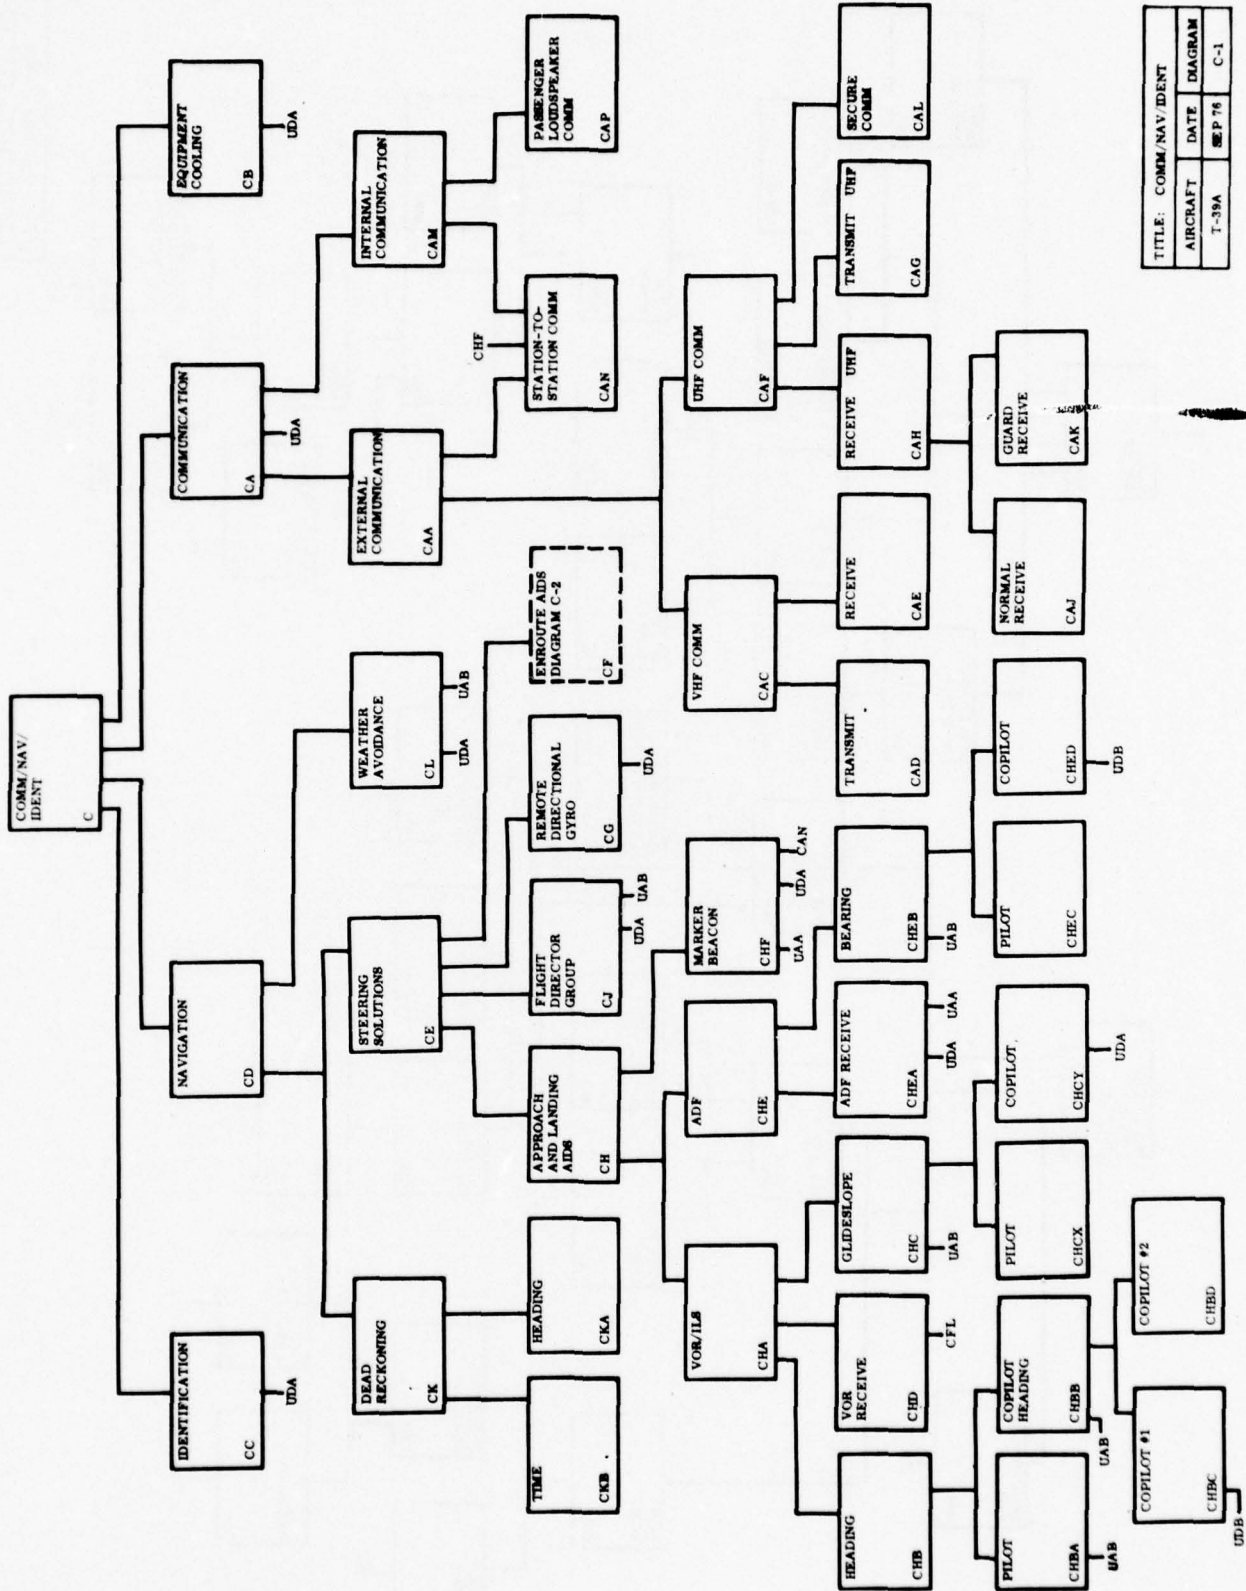 COMM/NAV/
IDENT
C
IDENTIFICATION
CC
UDA
NAVIGATION
CD
COMMUNICATION
CA
UDA
EQUIPMENT
COOLING
CB
UDA
DEAD
RECKONING
CK
STEERING
SOLUTIONS
CE
WEATHER
AVOIDANCE
CL
UDA
UAB
EXTERNAL
COMMUNICATION
CAA
INTERNAL
COMMUNICATION
CAM
TIME
CKB
HEADING
CKA
APPROACH
AND LANDING
AIDS
CH
FLIGHT
DIRECTOR
GROUP
CJ
UDA
UAB
REMOTE
DIRECTIONAL
GYRO
CG
UDA
ENROUTE AIDS
DIAGRAM C-2
CF
CHF
STATION-TO-
STATION COMM
CAN
PASSENGER
LOUDSPEAKER
COMM
CAP
VOR/ILS
CHA
ADF
CHE
MARKER
BEACON
CHF
UAA
UDA
CAN
VHF COMM
CAC
UHF COMM
CAF
HEADING
CHB
VOR
RECEIVE
CHD
CFL
GLIDESLOPE
CHC
UAB
ADF RECEIVE
CHEA
UDA
UAA
BEARING
CHEB
UAB
TRANSMIT
CAD
RECEIVE
CAE
RECEIVE UHF
CAH
TRANSMIT UHF
CAG
SECURE
COMM
CAL
PILOT
CHBA
UAB
COPILOT
HEADING
CHBB
UAB
PILOT
CHCX
COPILOT
CHCY
UDA
PILOT
CHEC
COPILOT
CHED
UDB
NORMAL
RECEIVE
CAJ
GUARD
RECEIVE
CAK
COPILOT #1
CHBC
UDB
COPILOT #2
CHBD
TITLE: COMM/NAV/IDENT
AIRCRAFT DATE DIAGRAM
T-39A SEP 76 C-1